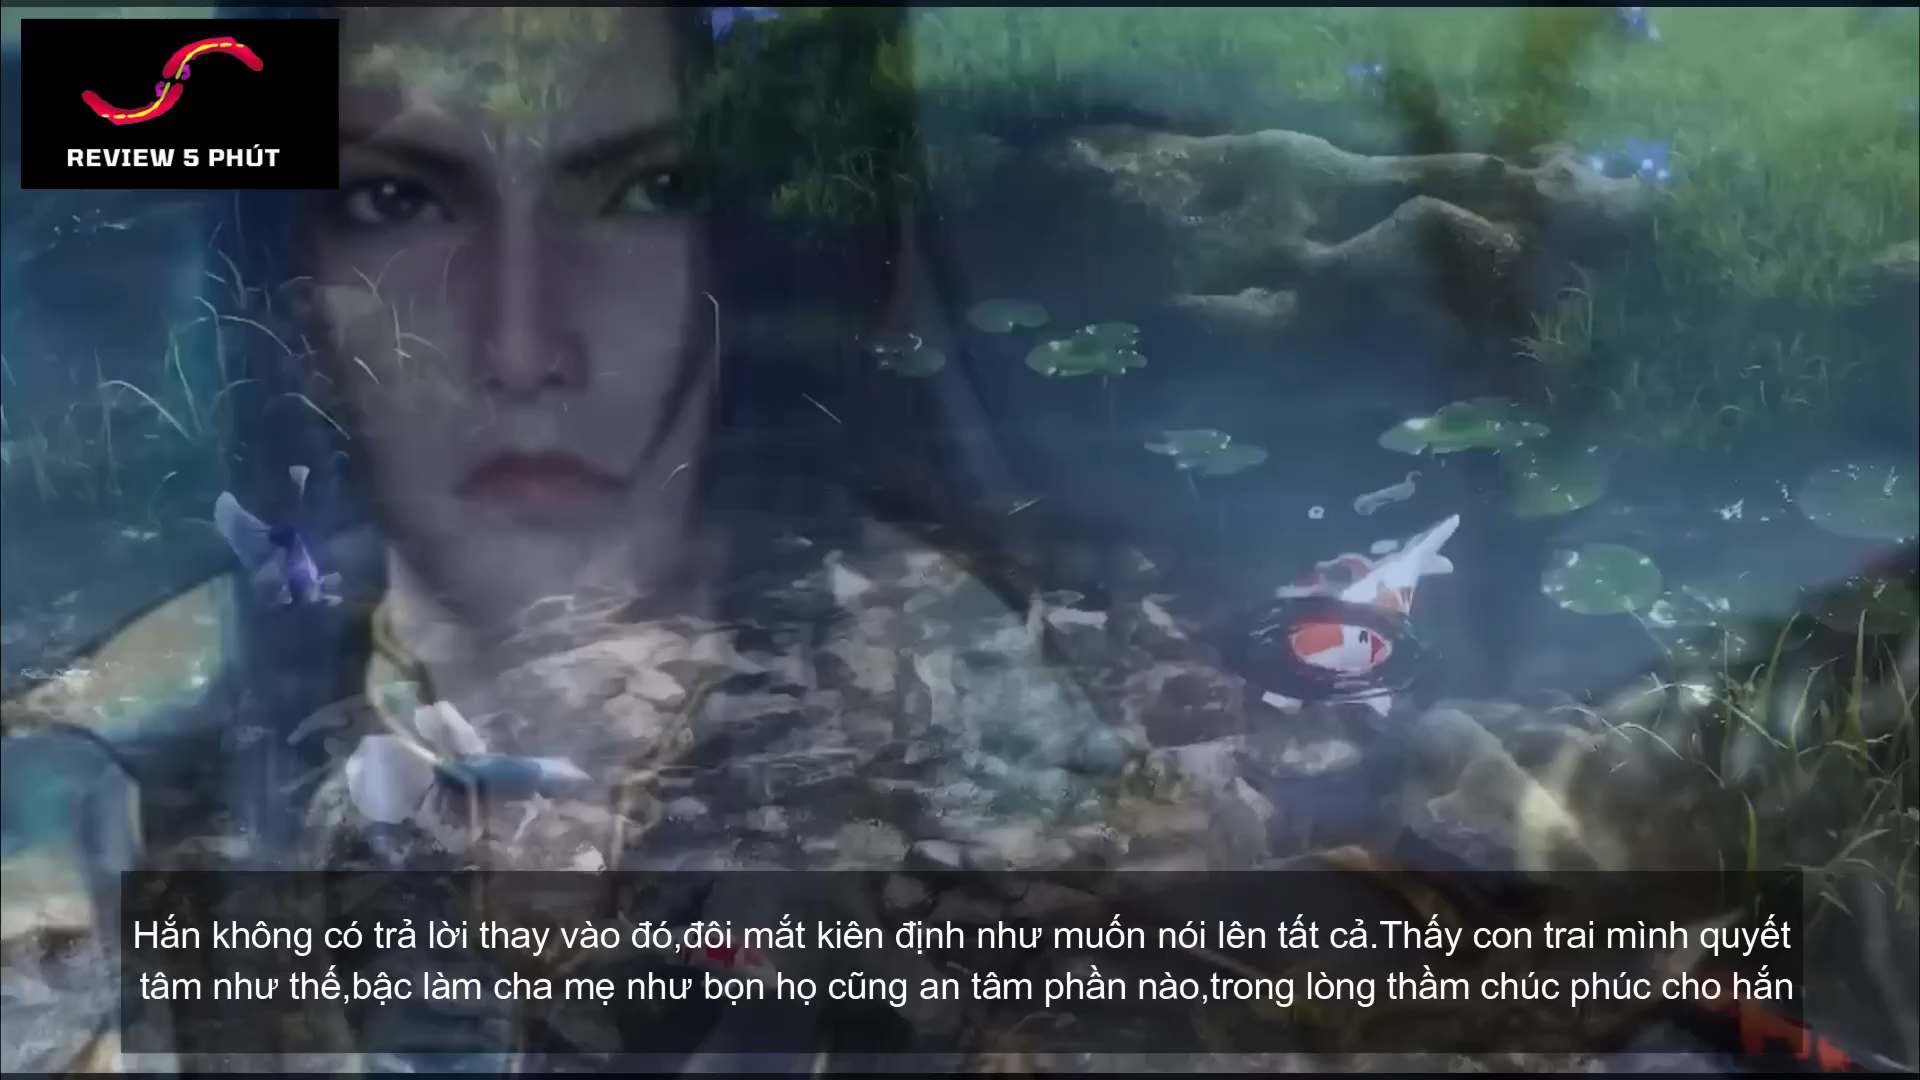 REVIEW 5 PHÚT
Hắn không có trả lời thay vào đó,đôi mắt kiên định như muốn nói lên tất cả.Thấy con trai mình quyết
tâm như thế,bậc làm cha mẹ như bọn họ cũng an tâm phần nào,trong lòng thầm chúc phúc cho hắn